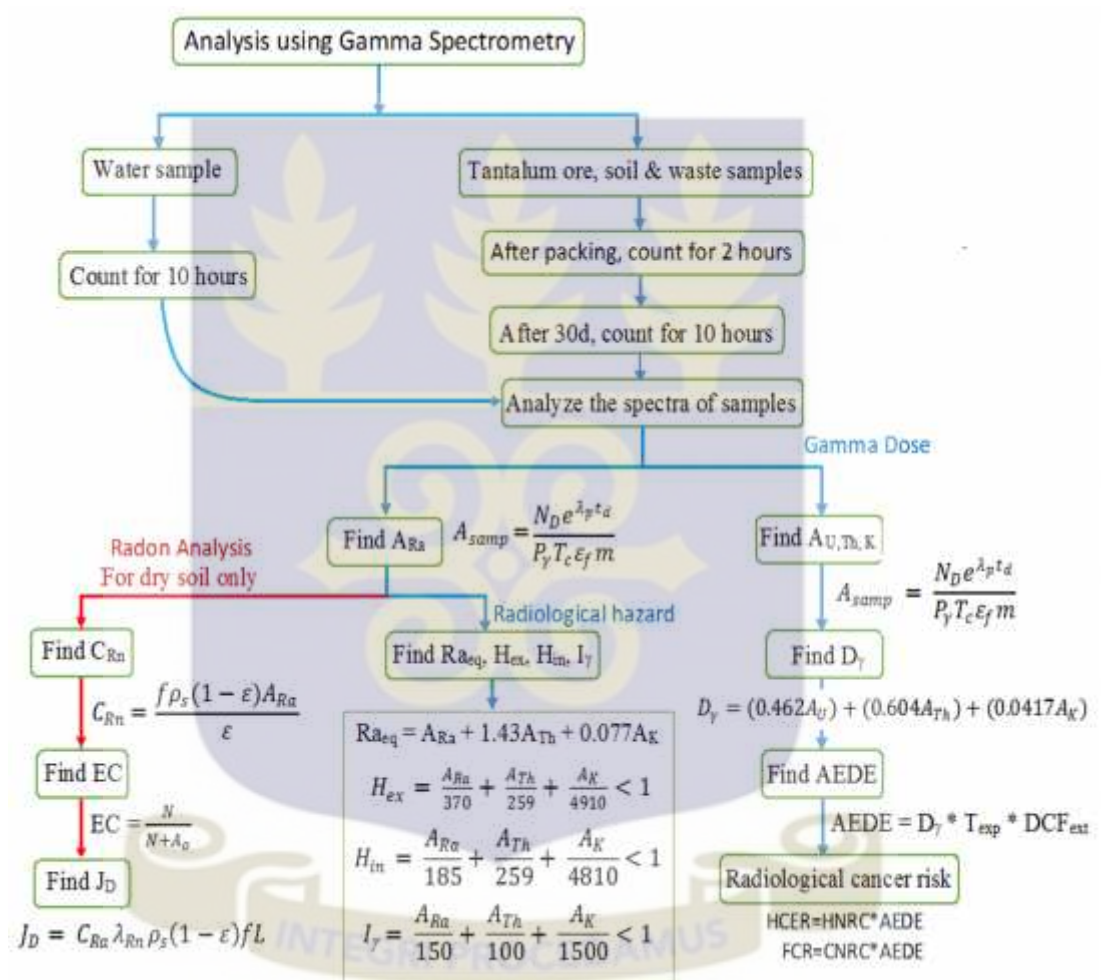 Analysis using Gamma Spectrometry
Water sample
Tantalum ore, soil & waste samples
After packing, count for 2 hours
Count for 10 hours
After 30d, count for 10 hours
Analyze the spectra of samples
Gamma Dose
Find A_Ra
A_samp = N_D e^{λ_p t_d} / P_γ T_c ε_f m
Find A_{U,Th,K}
A_samp = N_D e^{λ_p t_d} / P_γ T_c ε_f m
Radon Analysis
For dry soil only
Radiological hazard
Find C_Rn
C_Rn = fρ_s(1 − ε)A_Ra / ε
Find EC
EC = N / N+A_o
Find J_D
J_D = C_Ra λ_Rn ρ_s(1 − ε)fL
Find Ra_eq, H_ex, H_in, I_γ
Ra_eq = A_Ra + 1.43A_Th + 0.077A_K
H_ex = A_Ra/370 + A_Th/259 + A_K/4910 < 1
H_in = A_Ra/185 + A_Th/259 + A_K/4810 < 1
I_γ = A_Ra/150 + A_Th/100 + A_K/1500 < 1
Find D_γ
D_γ = (0.462A_U) + (0.604A_Th) + (0.0417A_K)
Find AEDE
AEDE = D_γ * T_exp * DCF_ext
Radiological cancer risk
HCER=HNRC*AEDE
FCR=CNRC*AEDE
INTEGRI PROCEDAMUS